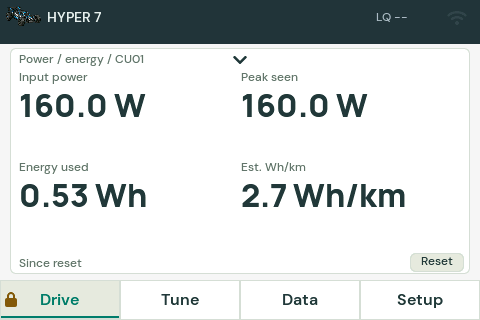 HYPER 7
LQ --
Power / energy / CU01
Input power
Peak seen
160.0 W
160.0 W
Energy used
Est. Wh/km
0.53 Wh
2.7 Wh/km
Since reset
Reset
Drive
Tune
Data
Setup